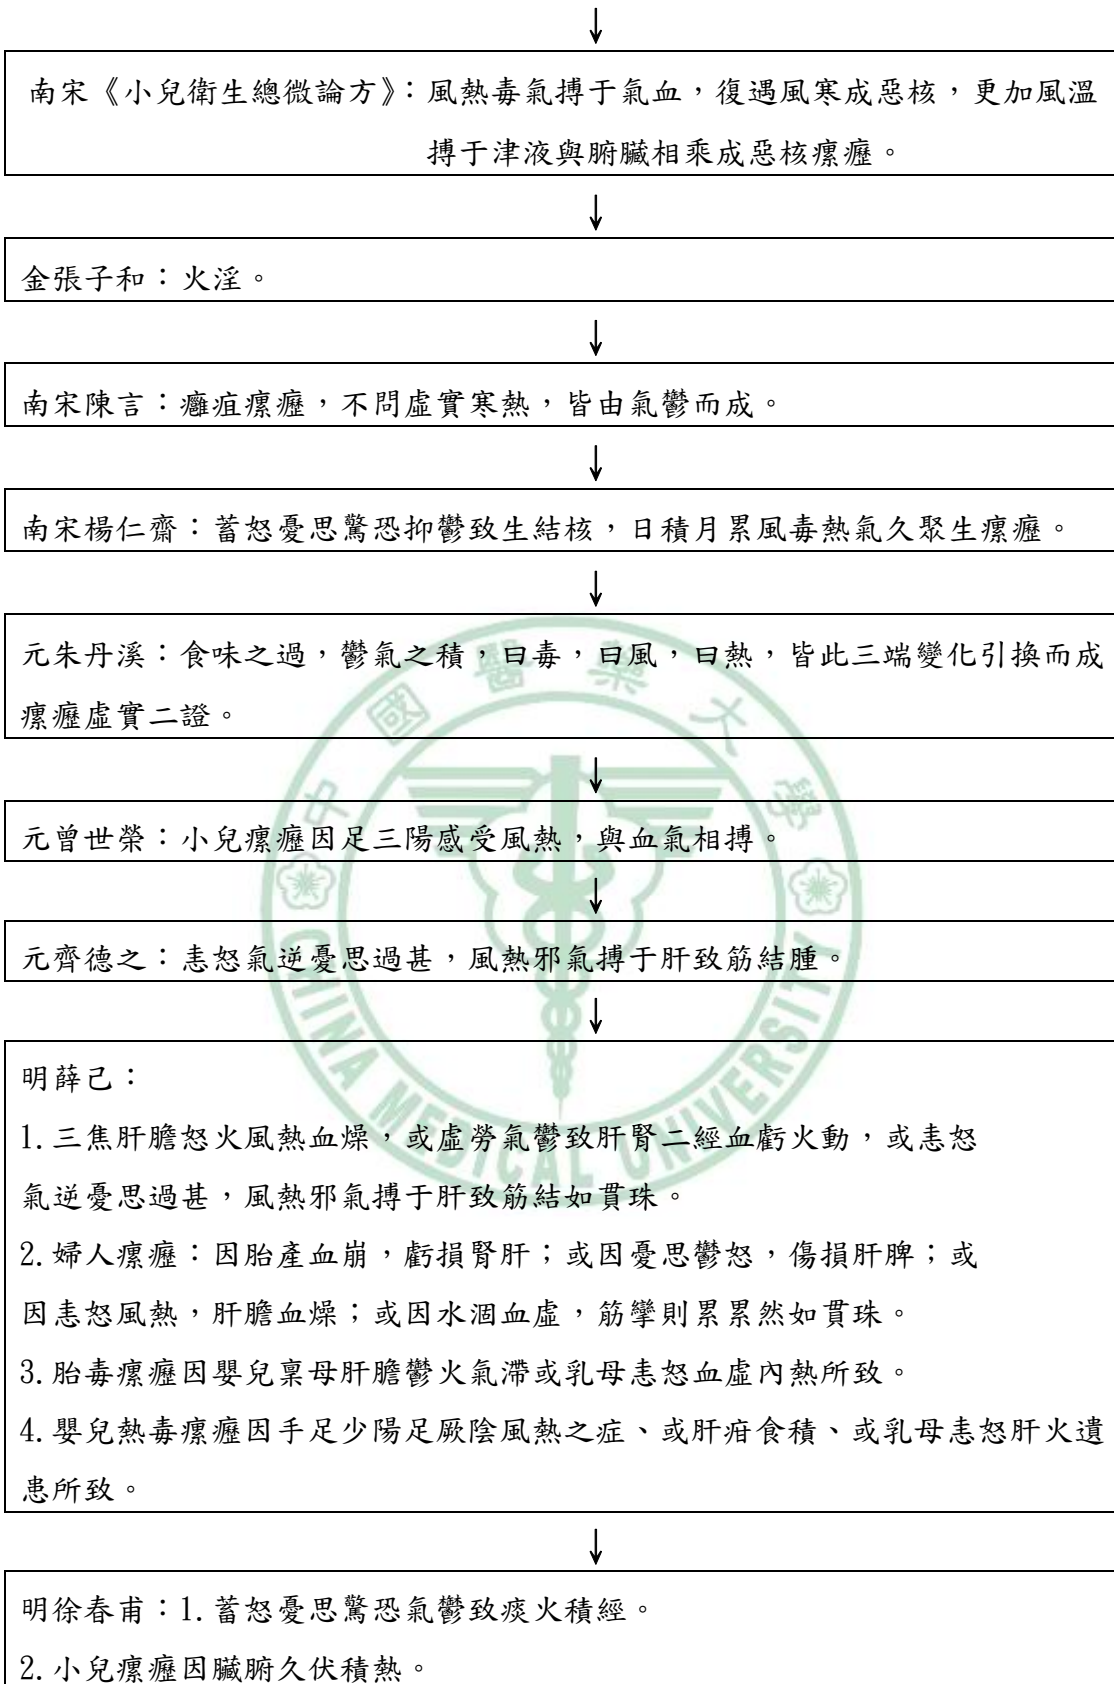 ↓
南宋《小兒衛生總微論方》：風熱毒氣搏于氣血，復遇風寒成惡核，更加風溫
搏于津液與腑臟相乘成惡核瘰癧。
↓
金張子和：火淫。
↓
南宋陳言：癰疽瘰癧，不問虛實寒熱，皆由氣鬱而成。
↓
南宋楊仁齋：蓄怒憂思驚恐抑鬱致生結核，日積月累風毒熱氣久聚生瘰癧。
↓
元朱丹溪：食味之過，鬱氣之積，曰毒，曰風，曰熱，皆此三端變化引換而成
瘰癧虛實二證。
↓
元曾世榮：小兒瘰癧因足三陽感受風熱，與血氣相搏。
↓
元齊德之：恚怒氣逆憂思過甚，風熱邪氣搏于肝致筋結腫。
↓
明薛己：
1.三焦肝膽怒火風熱血燥，或虛勞氣鬱致肝腎二經血虧火動，或恚怒
氣逆憂思過甚，風熱邪氣搏于肝致筋結如貫珠。
2.婦人瘰癧：因胎產血崩，虧損腎肝；或因憂思鬱怒，傷損肝脾；或
因恚怒風熱，肝膽血燥；或因水涸血虛，筋攣則累累然如貫珠。
3.胎毒瘰癧因嬰兒稟母肝膽鬱火氣滯或乳母恚怒血虛內熱所致。
4.嬰兒熱毒瘰癧因手足少陽足厥陰風熱之症、或肝疳食積、或乳母恚怒肝火遺
患所致。
↓
明徐春甫：1.蓄怒憂思驚恐氣鬱致痰火積經。
2.小兒瘰癧因臟腑久伏積熱。
中國醫藥大學
CHINA MEDICAL UNIVERSITY